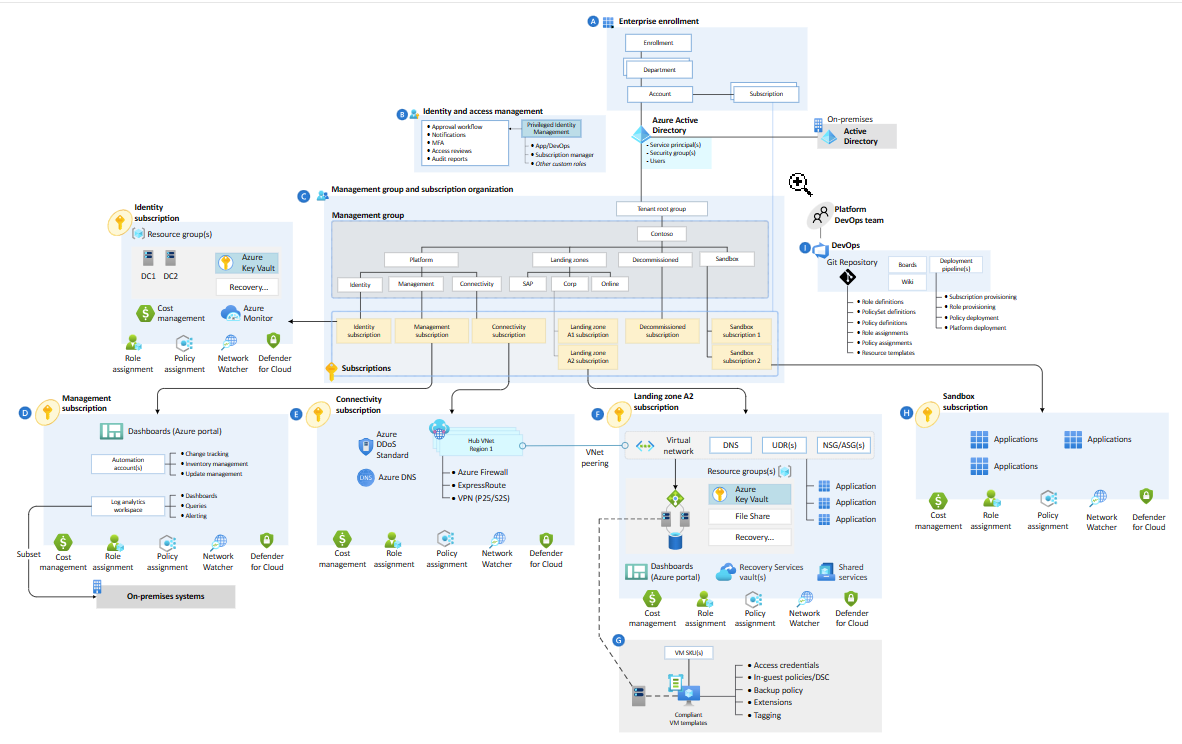 A
Enterprise enrollment
Enrollment
Department
Account
Subscription
B
Identity and access management
• Approval workflow
• Notifications
• MFA
• Access reviews
• Audit reports
Privileged Identity
Management
• App/DevOps
• Subscription manager
• Other custom roles
Azure Active
Directory
- Service principal(s)
- Security group(s)
- Users
On-premises
Active
Directory
C
Management group and subscription organization
Management group
Tenant root group
Contoso
Platform
Landing zones
Decommissioned
Sandbox
Identity
Management
Connectivity
SAP
Corp
Online
Identity
subscription
Management
subscription
Connectivity
subscription
Landing zone
A1 subscription
Landing zone
A2 subscription
Decommissioned
subscription
Sandbox
subscription 1
Sandbox
subscription 2
Subscriptions
Identity
subscription
Resource group(s)
DC1
DC2
Azure
Key Vault
Recovery...
Cost
management
Azure
Monitor
Role
assignment
Policy
assignment
Network
Watcher
Defender
for Cloud
Platform
DevOps team
I
DevOps
Git Repository
Boards
Wiki
Deployment
pipeline(s)
• Role definitions
• PolicySet definitions
• Policy definitions
• Role assignments
• Policy assignments
• Resource templates
• Subscription provisioning
• Role provisioning
• Policy deployment
• Platform deployment
D
Management
subscription
Dashboards (Azure portal)
Automation
account(s)
• Change tracking
• Inventory management
• Update management
Log analytics
workspace
• Dashboards
• Queries
• Alerting
Subset
Cost
management
Role
assignment
Policy
assignment
Network
Watcher
Defender
for Cloud
On-premises systems
E
Connectivity
subscription
Azure
DDoS
Standard
DNS
Azure DNS
Hub VNet
Region 1
• Azure Firewall
• ExpressRoute
• VPN (P2S/S2S)
Cost
management
Role
assignment
Policy
assignment
Network
Watcher
Defender
for Cloud
VNet
peering
F
Landing zone A2
subscription
Virtual
network
DNS
UDR(s)
NSG/ASG(s)
Resource groups(s)
Azure
Key Vault
File Share
Recovery...
Application
Application
Application
Dashboards
(Azure portal)
Recovery Services
vault(s)
Shared
services
Cost
management
Role
assignment
Policy
assignment
Network
Watcher
Defender
for Cloud
G
VM SKU(s)
Compliant
VM templates
• Access credentials
• In-guest policies/DSC
• Backup policy
• Extensions
• Tagging
H
Sandbox
subscription
Applications
Applications
Applications
Cost
management
Role
assignment
Policy
assignment
Network
Watcher
Defender
for Cloud